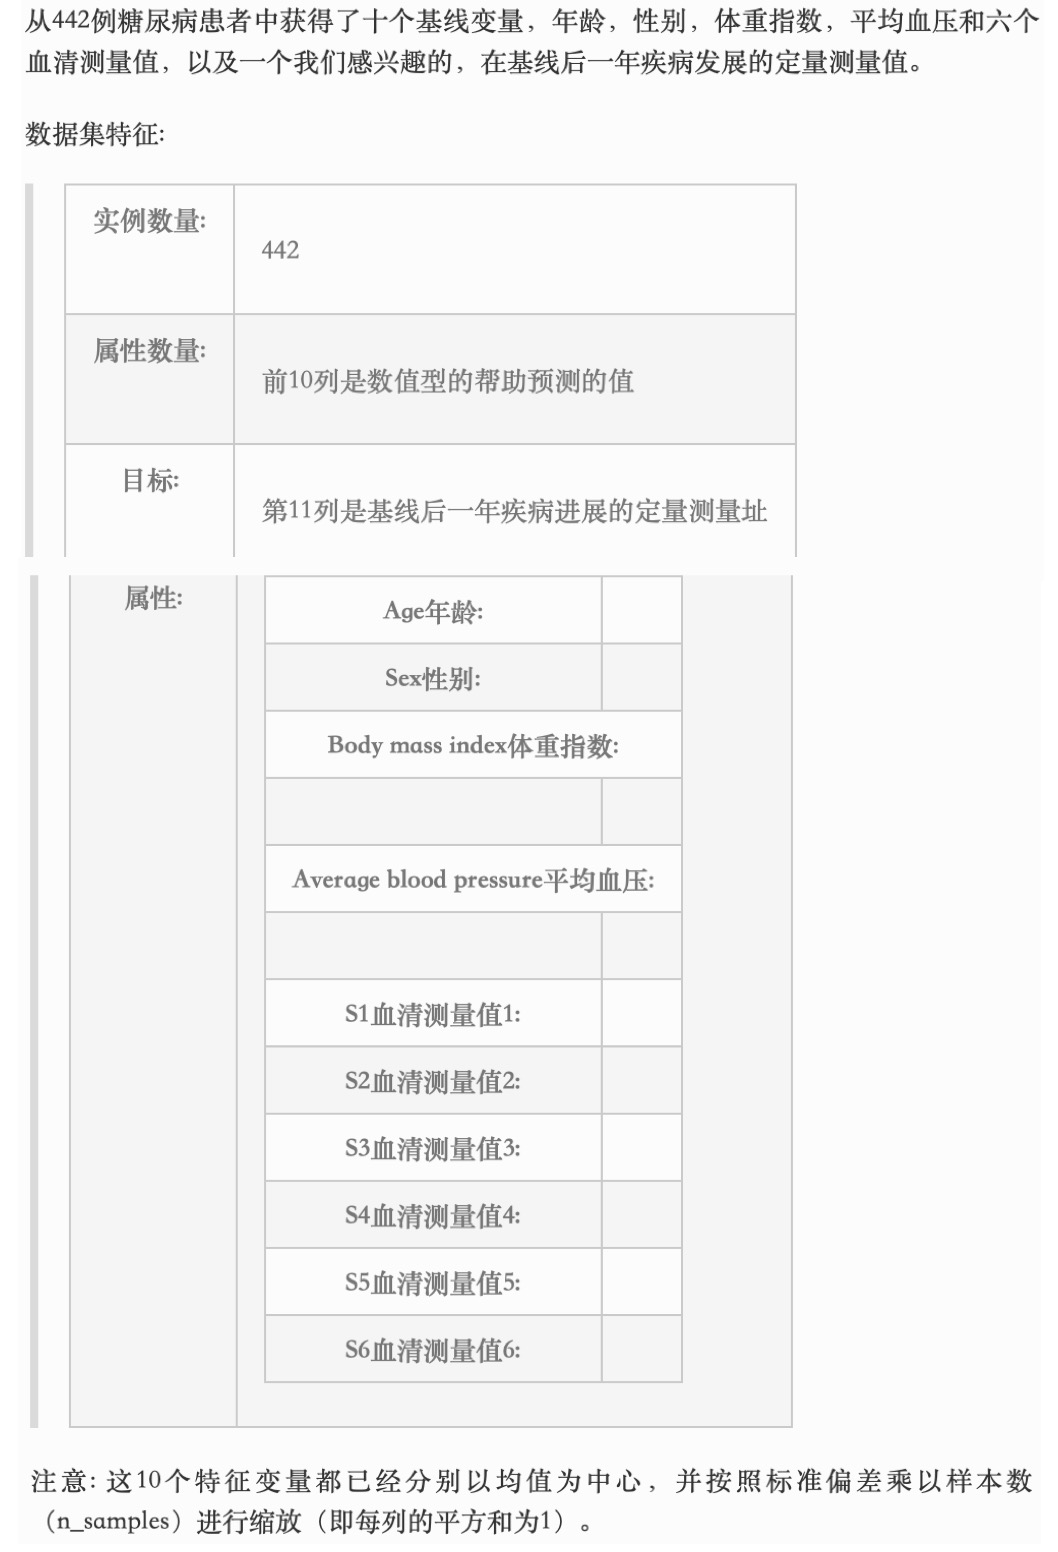 从442例糖尿病患者中获得了十个基线变量，年龄，性别，体重指数，平均血压和六个
血清测量值，以及一个我们感兴趣的，在基线后一年疾病发展的定量测量值。
数据集特征:
实例数量:
442
属性数量:
前10列是数值型的帮助预测的值
目标:
第11列是基线后一年疾病进展的定量测量址
属性:
Age年龄:
Sex性别:
Body mass index体重指数:
Average blood pressure平均血压:
S1血清测量值1:
S2血清测量值2:
S3血清测量值3:
S4血清测量值4:
S5血清测量值5:
S6血清测量值6:
注意: 这10个特征变量都已经分别以均值为中心，并按照标准偏差乘以样本数
（n_samples）进行缩放（即每列的平方和为1）。